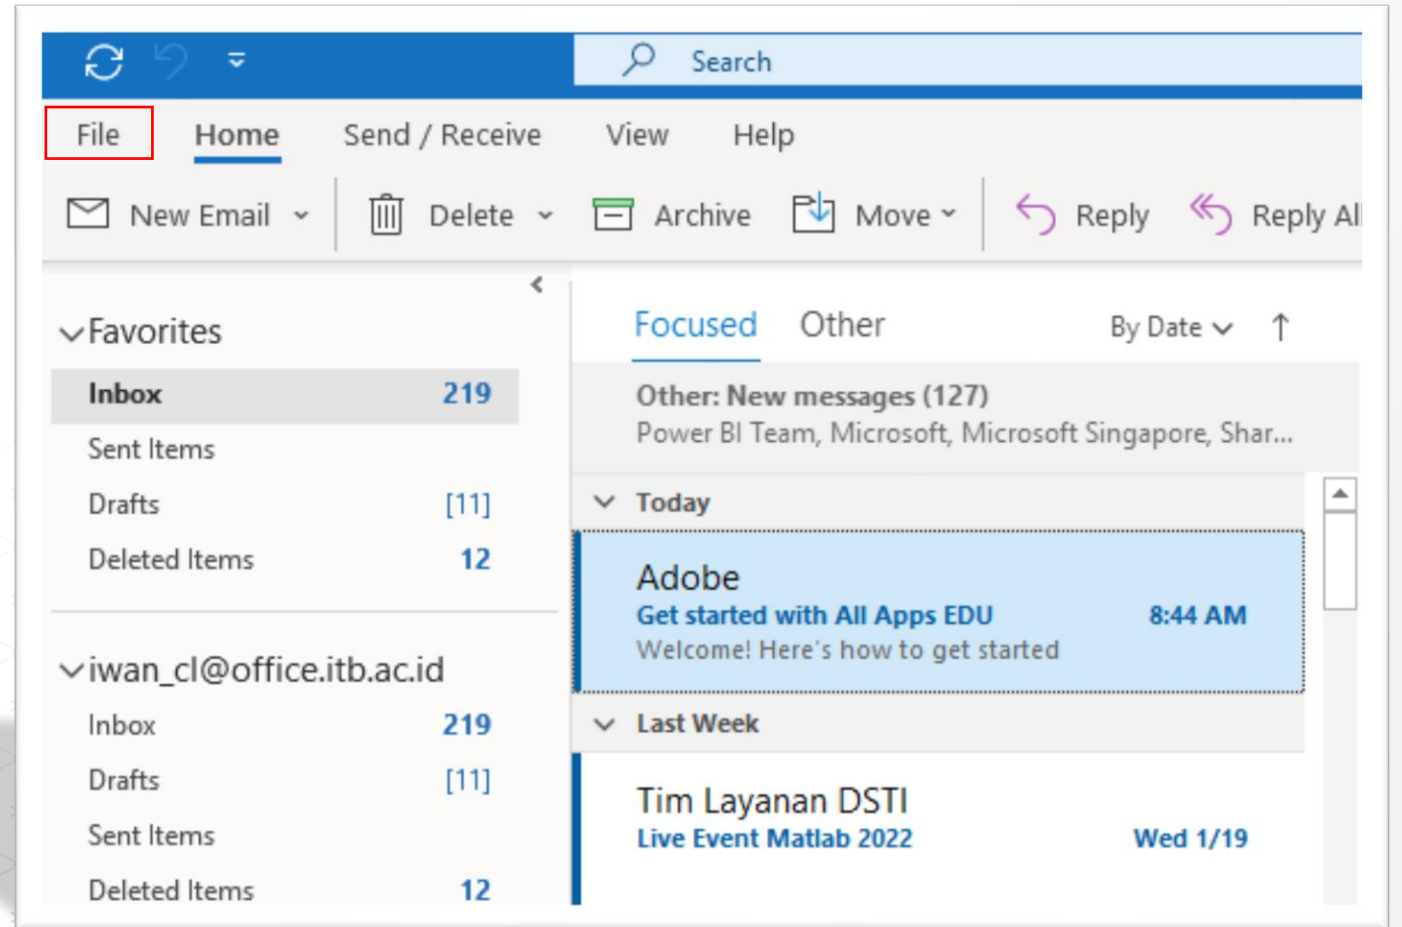 Search
File Home Send / Receive View Help
New Email Delete Archive Move Reply Reply All
Favorites
Inbox 219
Sent Items
Drafts [11]
Deleted Items 12
iwan_cl@office.itb.ac.id
Inbox 219
Drafts [11]
Sent Items
Deleted Items 12
Focused Other By Date
Other: New messages (127)
Power BI Team, Microsoft, Microsoft Singapore, Shar...
Today
Adobe
Get started with All Apps EDU 8:44 AM
Welcome! Here's how to get started
Last Week
Tim Layanan DSTI
Live Event Matlab 2022 Wed 1/19